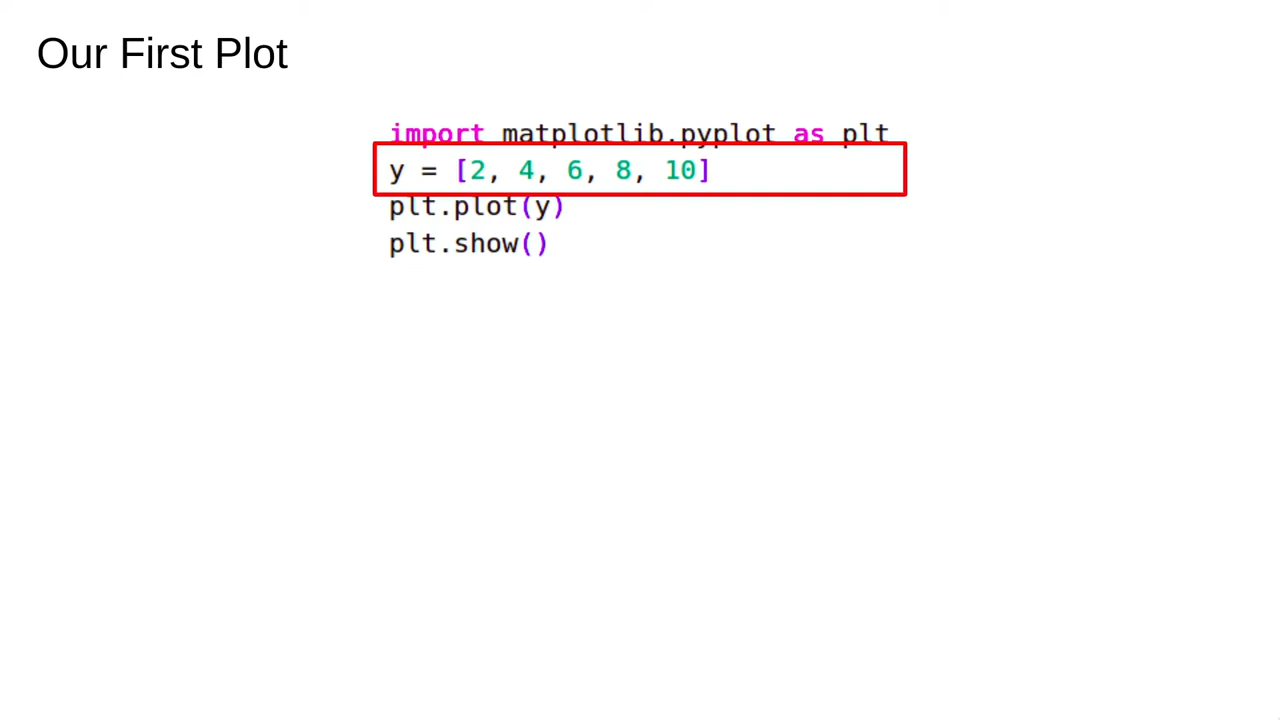 Our First Plot
import matplotlib.pyplot as plt
y = [2, 4, 6, 8, 10]
plt.plot(y)
plt.show()